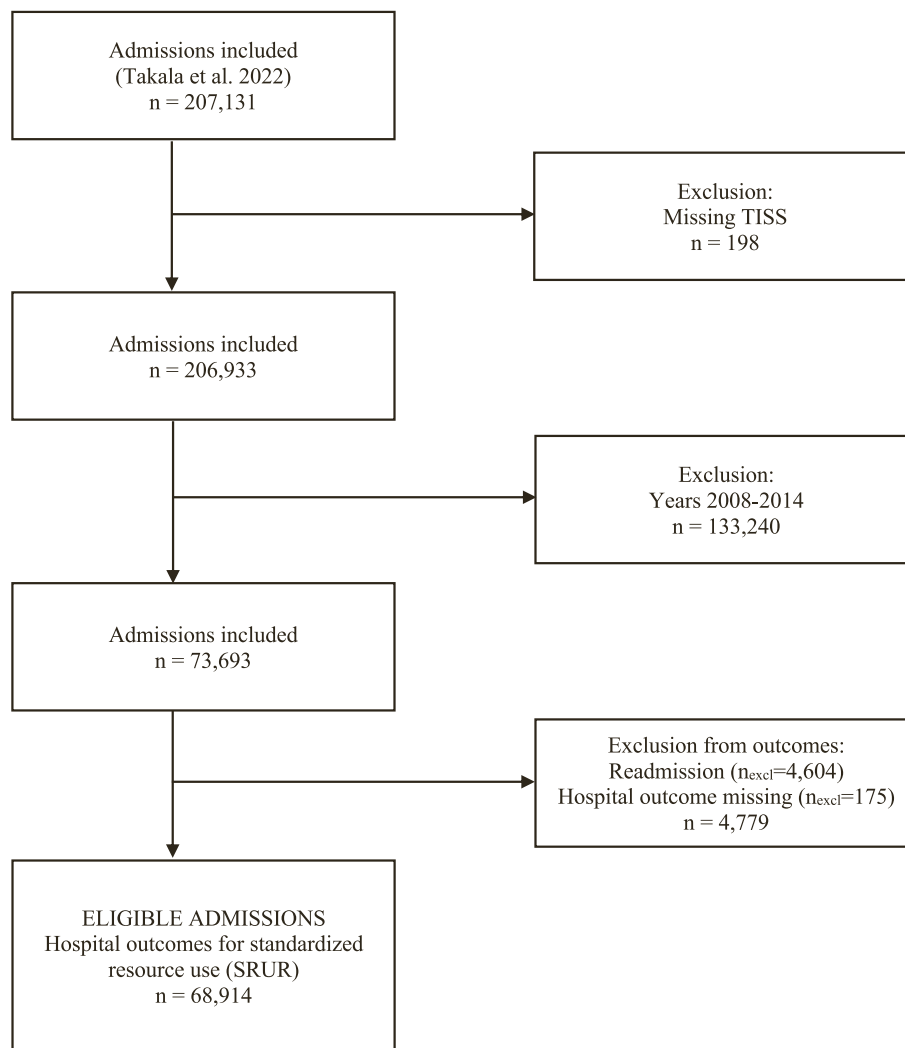 Admissions included
(Takala et al. 2022)
n = 207,131
Exclusion:
Missing TISS
n = 198
Admissions included
n = 206,933
Exclusion:
Years 2008-2014
n = 133,240
Admissions included
n = 73,693
Exclusion from outcomes:
Readmission (nexcl=4,604)
Hospital outcome missing (nexcl=175)
n = 4,779
ELIGIBLE ADMISSIONS
Hospital outcomes for standardized
resource use (SRUR)
n = 68,914